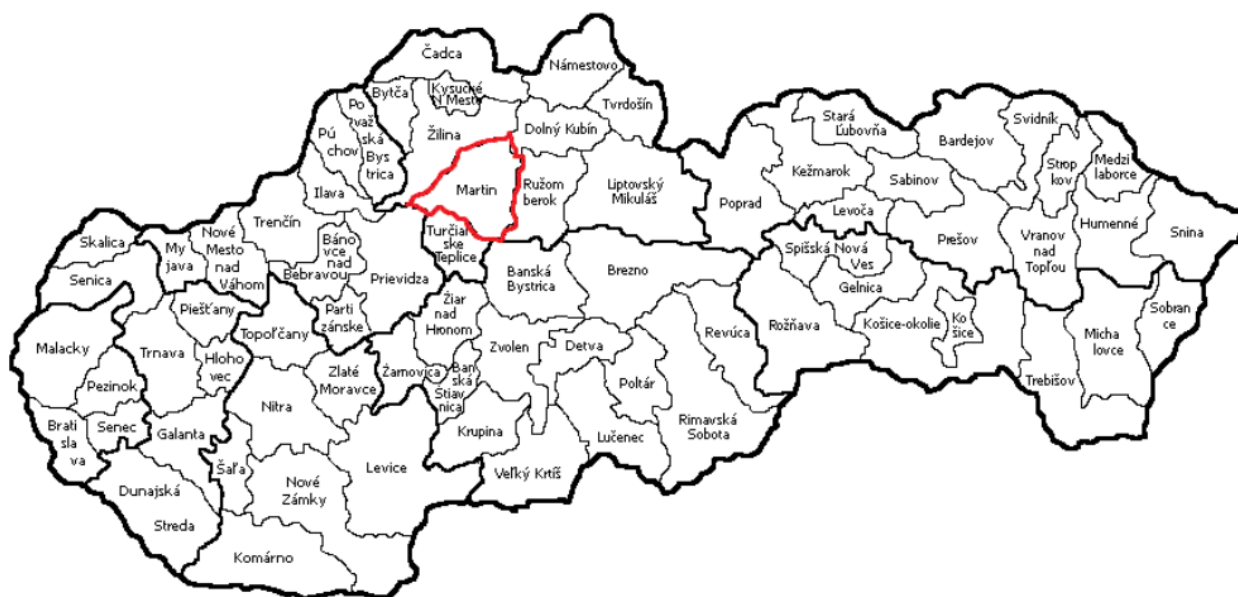 Čadca
Námestovo
Kysucké
N Mesto
Bytča
Tvrdošín
Po
važ
ská
Bys
trica
Pú
chov
Žilina
Dolný Kubín
Stará
Ľubovňa
Bardejov
Svidník
Strop
kov
Medzi
laborce
Kežmarok
Sabinov
Martin
Ružom
berok
Liptovský
Mikuláš
Poprad
Levoča
Ilava
Trenčín
Humenné
Snina
Prešov
Vranov
nad
Topľou
Skalica
My
java
Nové
Mesto
nad
Váhom
Báno
vce nad
Bebravou
Turčian
ske
Teplice
Spišská Nová
Ves
Gelnica
Senica
Prievidza
Banská
Bystrica
Brezno
Piešťany
Parti
zánske
Žiar
nad
Hronom
Sobran
ce
Malacky
Trnava
Topoľčany
Hloho
vec
Zlaté
Moravce
Žarnovica
Ban
ská
Štiav
nica
Zvolen
Detva
Poltár
Revúca
Rožňava
Košice-okolie
Ko
šice
Micha
lovce
Trebišov
Pezinok
Nitra
Brati
sla
va
Senec
Galanta
Krupina
Lučenec
Rimavská
Sobota
Šaľa
Levice
Veľký Krtíš
Nové
Zámky
Dunajská
Streda
Komárno